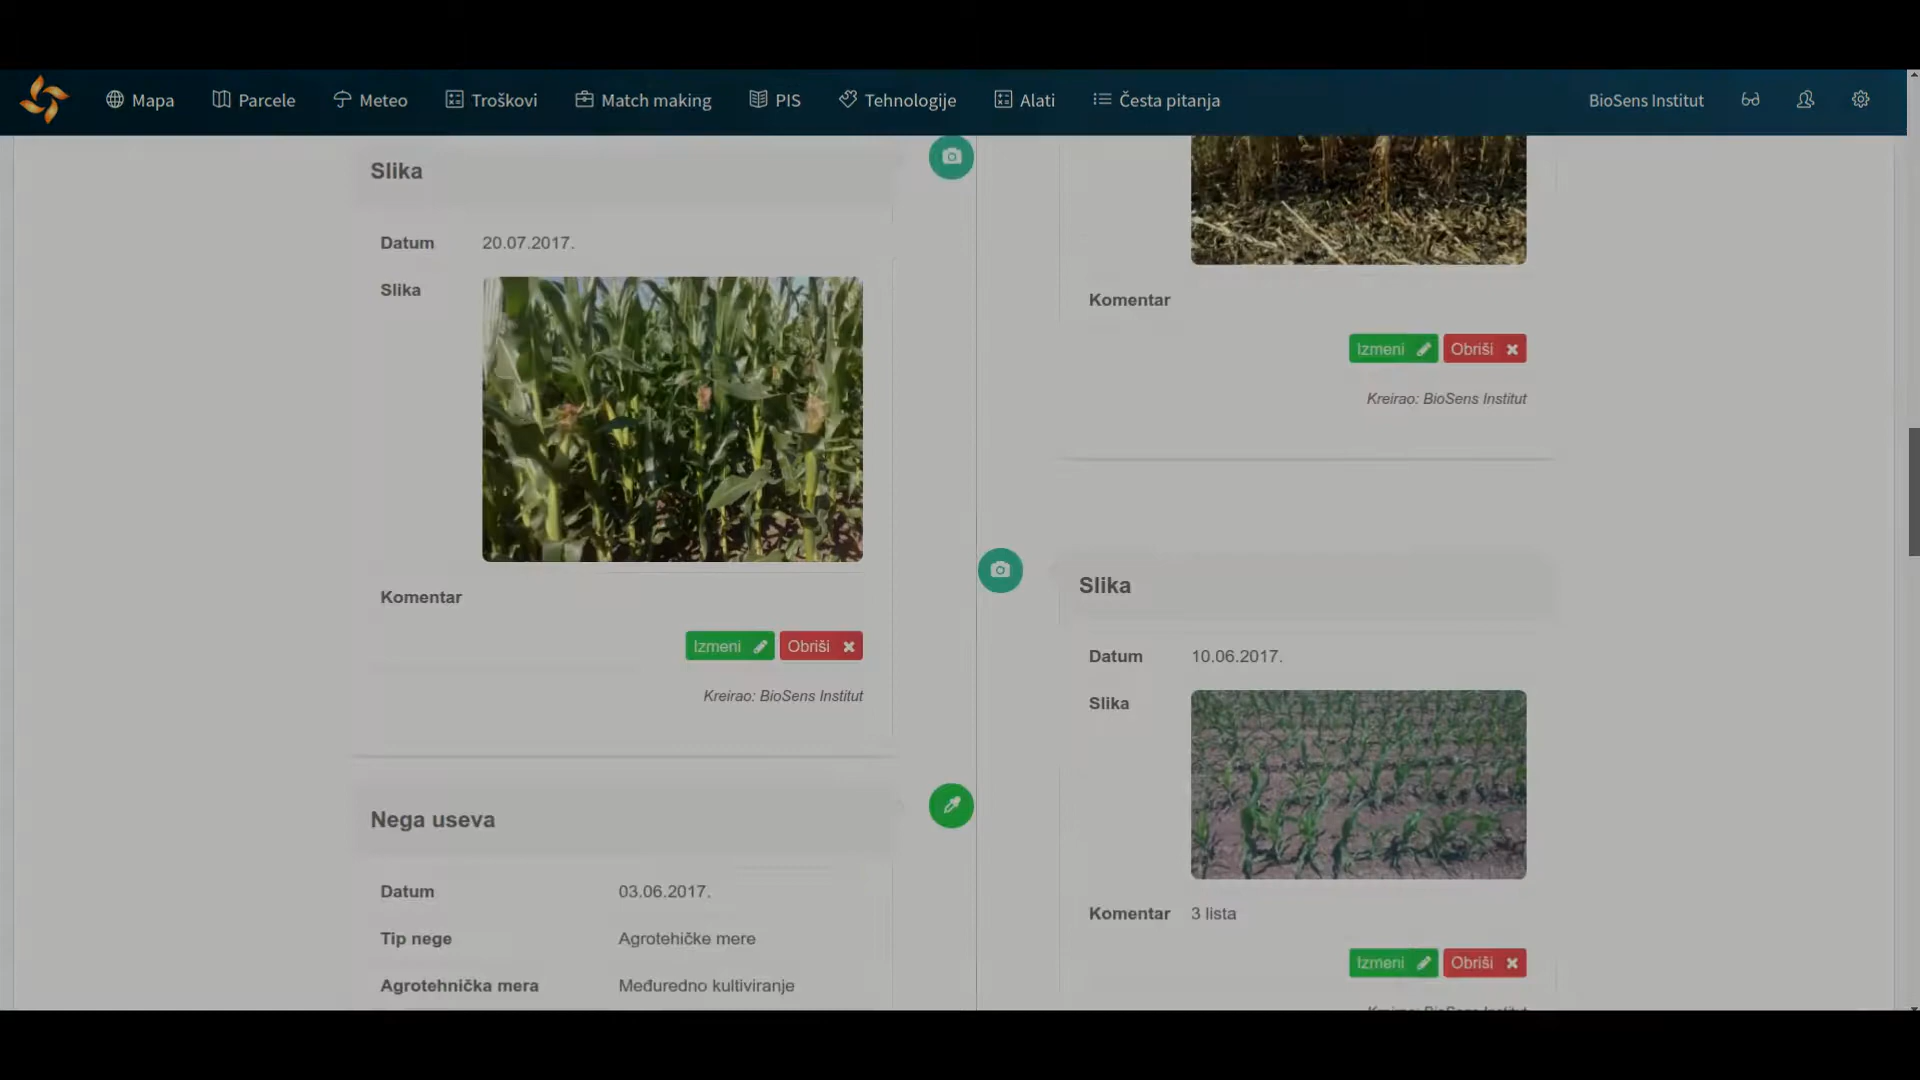 Mapa Parcele Meteo Troškovi Match making PIS Tehnologije Alati Česta pitanja BioSens Institut
Slika
Datum 20.07.2017.
Slika
Komentar
Izmeni Obriši
Kreirao: BioSens Institut
Nega useva
Datum 03.06.2017.
Tip nege Agrotehičke mere
Agrotehnička mera Međuredno kultiviranje
Komentar
Izmeni Obriši
Kreirao: BioSens Institut
Slika
Datum 10.06.2017.
Slika
Komentar 3 lista
Izmeni Obriši